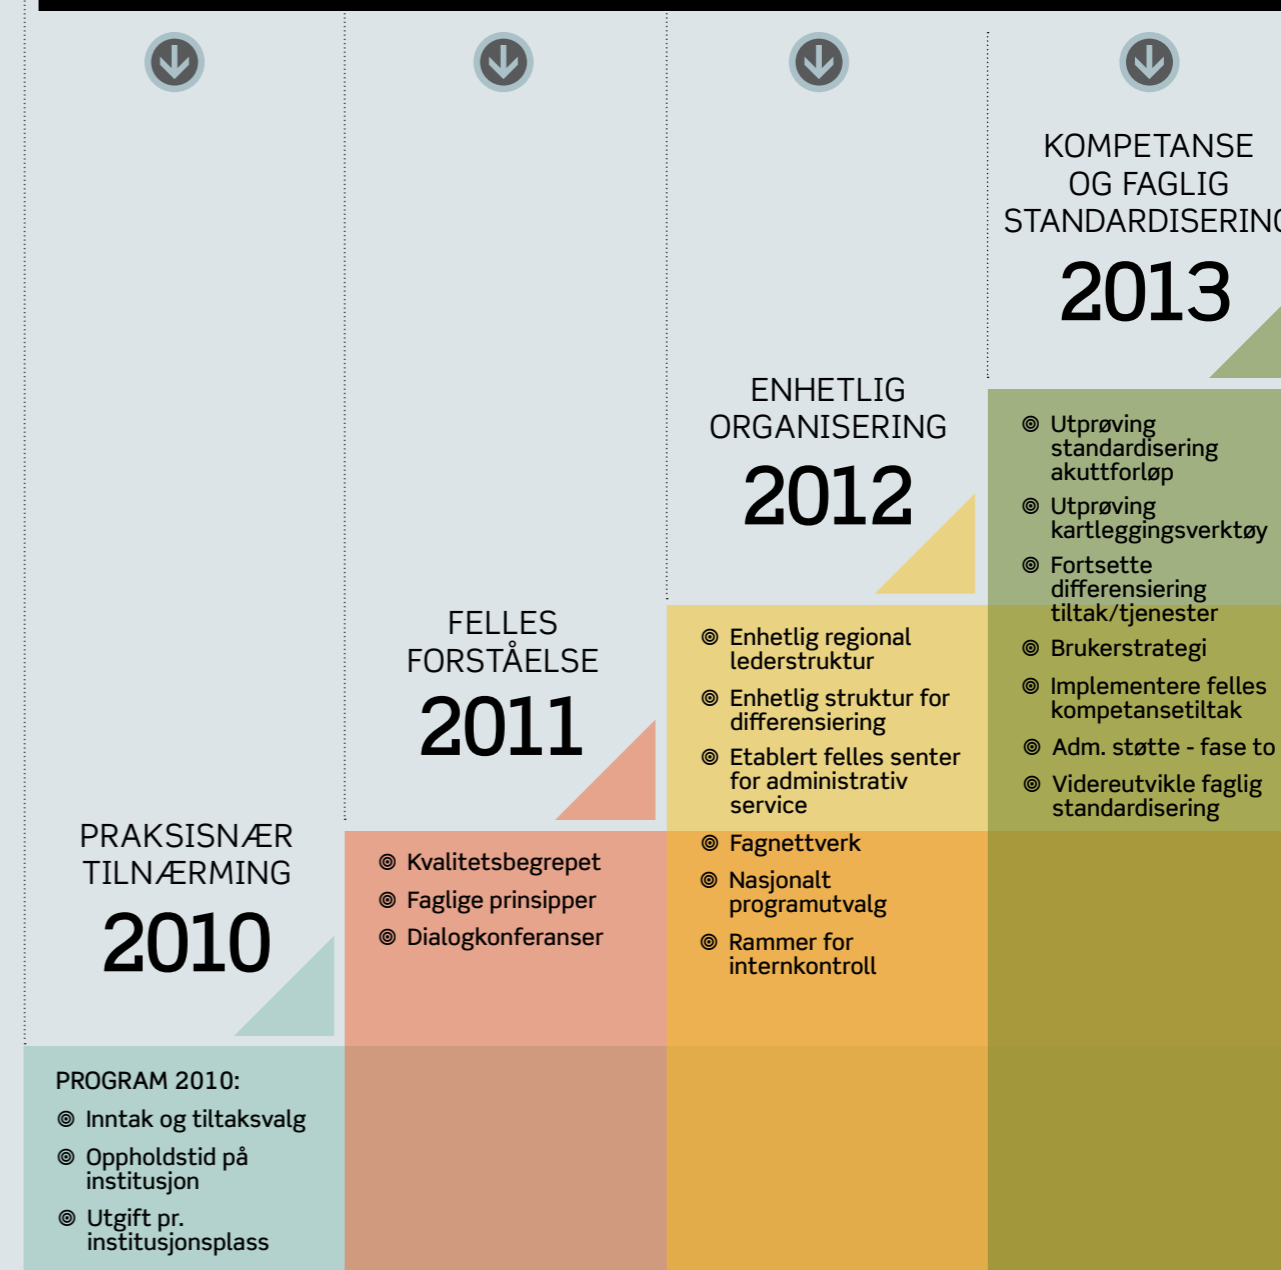 PRAKSISNÆR
TILNÆRMING
2010
PROGRAM 2010:
⦾ Inntak og tiltaksvalg
⦾ Oppholdstid på
institusjon
⦾ Utgift pr.
institusjonsplass
FELLES
FORSTÅELSE
2011
⦾ Kvalitetsbegrepet
⦾ Faglige prinsipper
⦾ Dialogkonferanser
ENHETLIG
ORGANISERING
2012
⦾ Enhetlig regional
lederstruktur
⦾ Enhetlig struktur for
differensiering
⦾ Etablert felles senter
for administrativ
service
⦾ Fagnettverk
⦾ Nasjonalt
programutvalg
⦾ Rammer for
internkontroll
KOMPETANSE
OG FAGLIG
STANDARDISERING
2013
⦾ Utprøving
standardisering
akuttforløp
⦾ Utprøving
kartleggingsverktøy
⦾ Fortsette
differensiering
tiltak/tjenester
⦾ Brukerstrategi
⦾ Implementere felles
kompetansetiltak
⦾ Adm. støtte - fase to
⦾ Videreutvikle faglig
standardisering